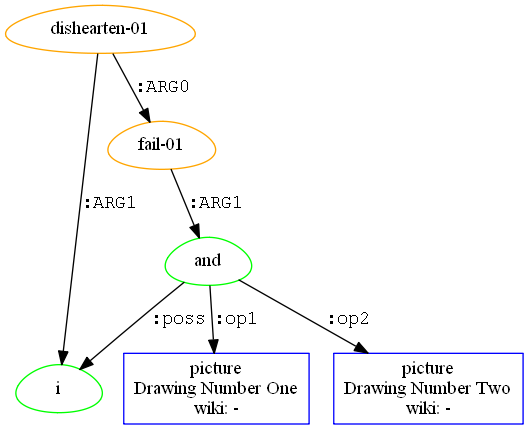 dishearten-01
:ARG0
fail-01
:ARG1
:ARG1
and
:poss
:op1
:op2
i
picture
Drawing Number One
wiki: -
picture
Drawing Number Two
wiki: -